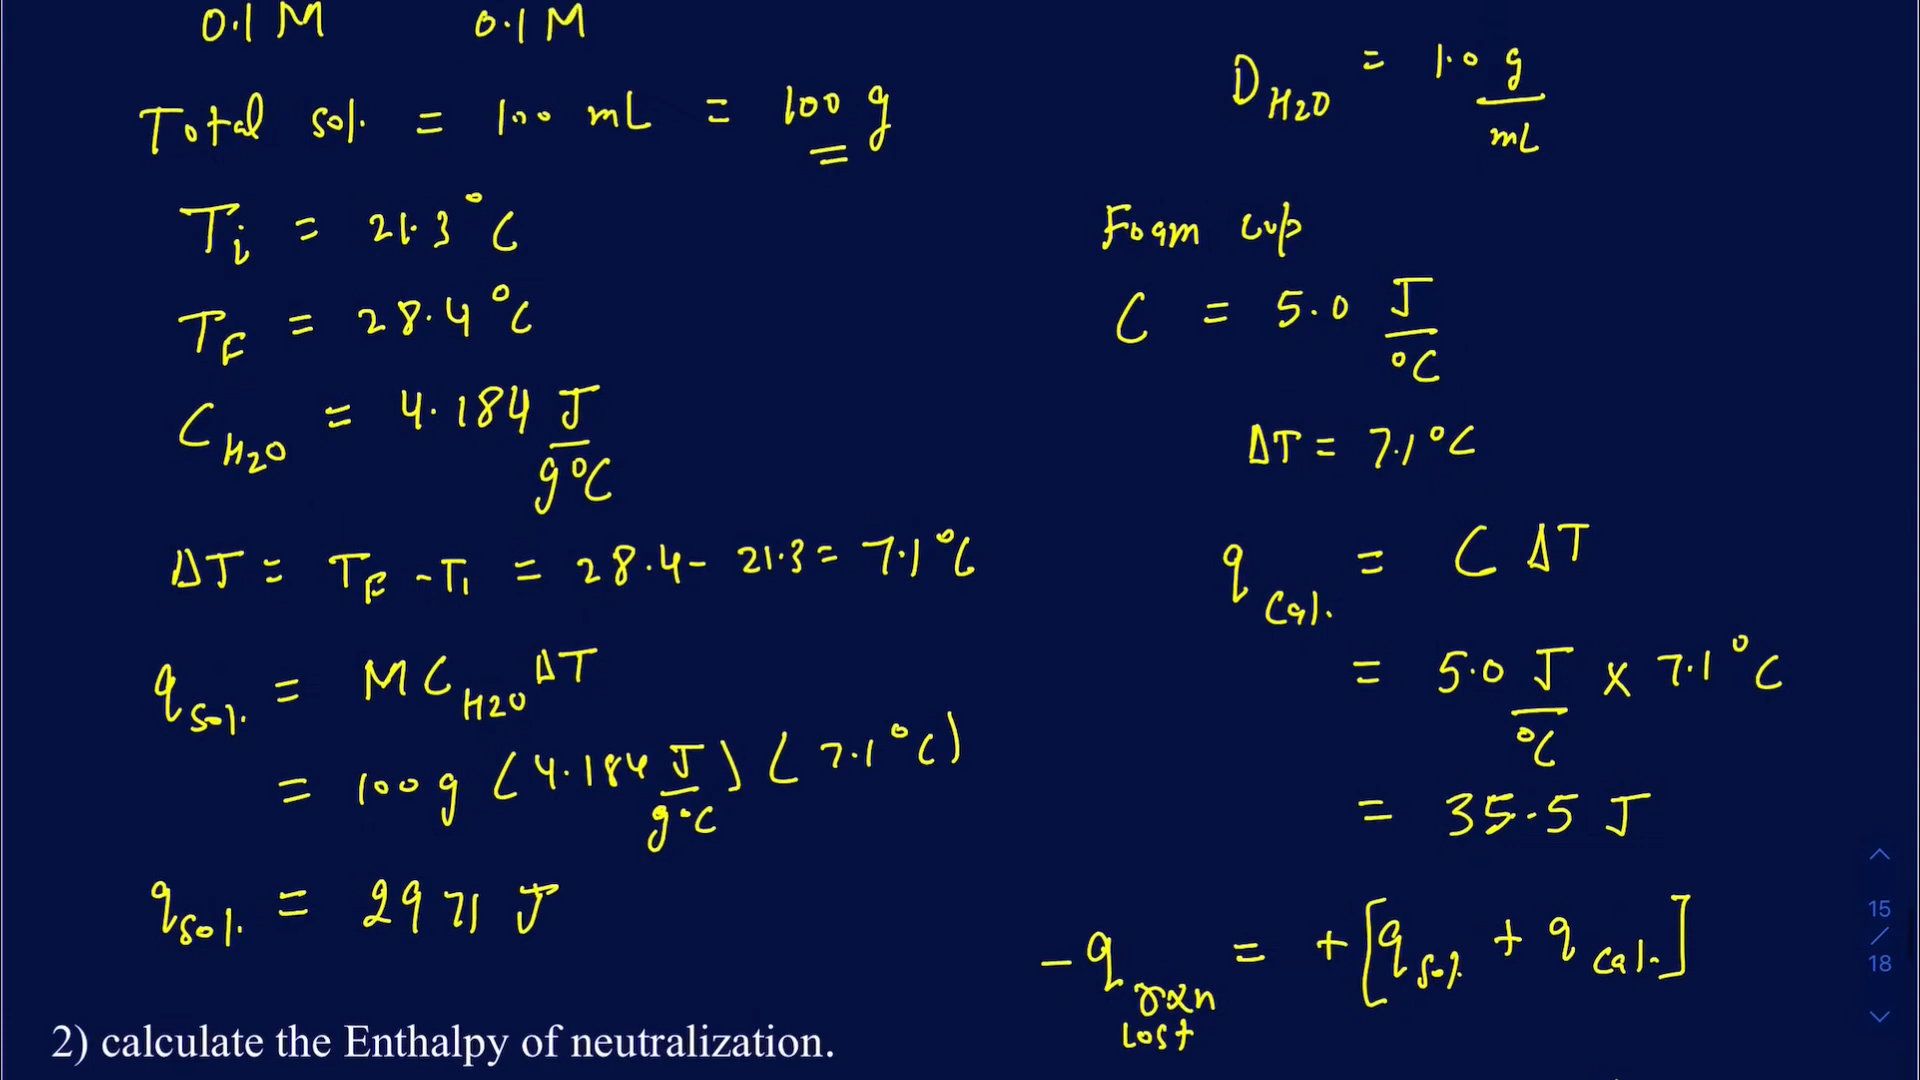 0.1 M 0.1 M
Total sol. = 100 mL = 100 g
Ti = 21.3°C
TF = 28.4°C
C H2O = 4.184 J
g°C
ΔT = TF - Ti = 28.4 - 21.3 = 7.1°C
q sol. = M C H2O ΔT
= 100 g (4.184 J) (7.1°C)
g°C
q sol. = 2971 J
2) calculate the Enthalpy of neutralization.
D H2O = 1.0 g
mL
Foam cup
C = 5.0 J
°C
ΔT = 7.1°C
q cal. = C ΔT
= 5.0 J x 7.1°C
°C
= 35.5 J
-q rxn = +[q sol. + q cal.]
lost
15
/
18